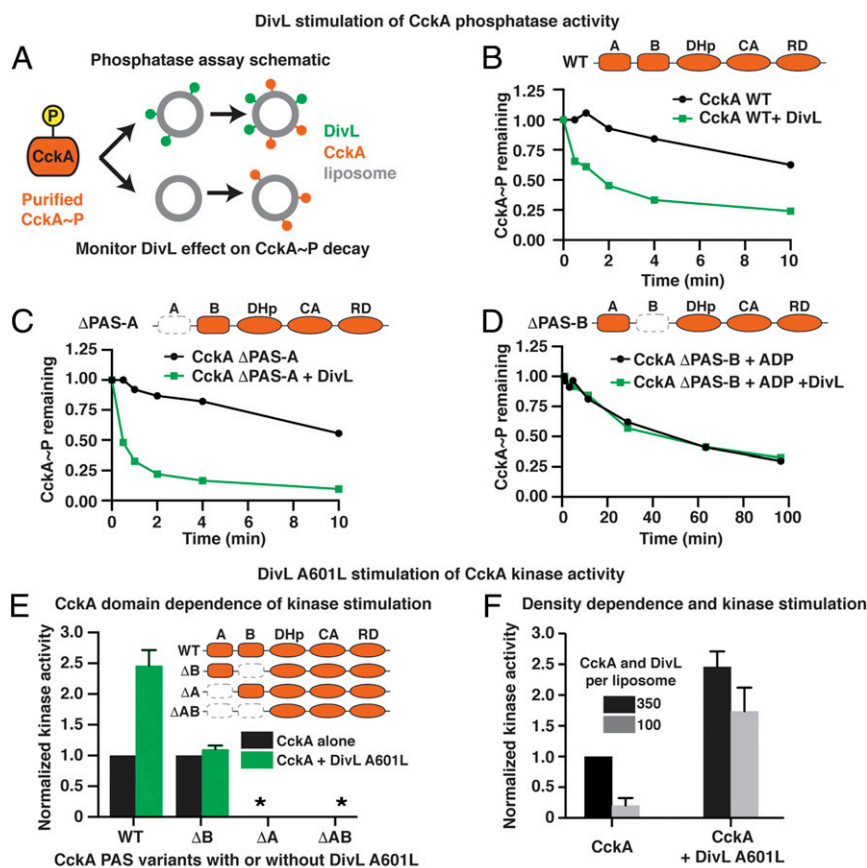 DivL stimulation of CckA phosphatase activity
A
Phosphatase assay schematic
P
CckA
Purified
CckA~P
DivL
CckA
liposome
Monitor DivL effect on CckA~P decay
B
A B DHp CA RD
WT
CckA WT
CckA WT+ DivL
CckA~P remaining
1.25
1.00
0.75
0.50
0.25
0.00
0 2 4 6 8 10
Time (min)
C
A B DHp CA RD
ΔPAS-A
CckA ΔPAS-A
CckA ΔPAS-A + DivL
CckA~P remaining
1.25
1.00
0.75
0.50
0.25
0.00
0 2 4 6 8 10
Time (min)
D
A B DHp CA RD
ΔPAS-B
CckA ΔPAS-B + ADP
CckA ΔPAS-B + ADP +DivL
CckA~P remaining
1.25
1.00
0.75
0.50
0.25
0.00
0 20 40 60 80 100
Time (min)
DivL A601L stimulation of CckA kinase activity
E
CckA domain dependence of kinase stimulation
A B DHp CA RD
WT
ΔB
ΔA
ΔAB
CckA alone
CckA + DivL A601L
Normalized kinase activity
3.0
2.5
2.0
1.5
1.0
0.5
0
* *
WT ΔB ΔA ΔAB
CckA PAS variants with or without DivL A601L
F
Density dependence and kinase stimulation
CckA and DivL
per liposome
350
100
Normalized kinase activity
3.0
2.5
2.0
1.5
1.0
0.5
0
CckA CckA
+ DivL A601L